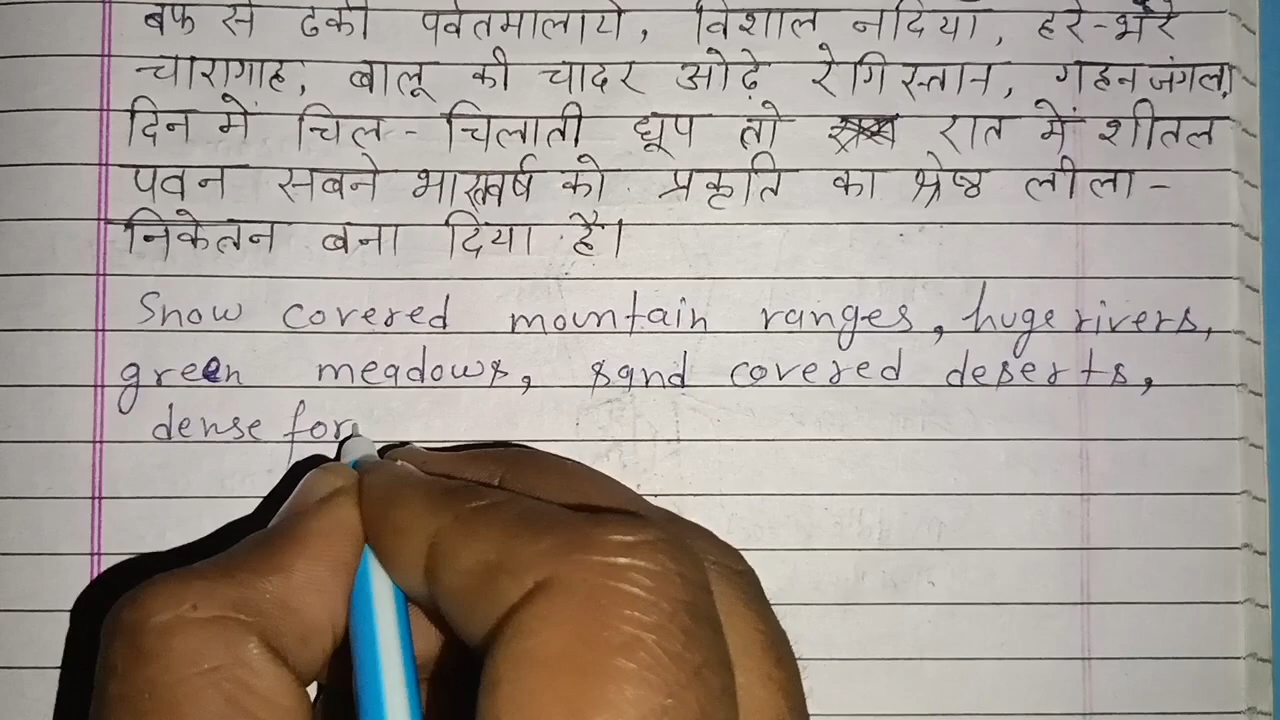 बर्फ से ढकी पर्वतमालायें, विशाल नदियाँ, हरे-भरे
चारागाह, बालू की चादर ओढ़े रेगिस्तान, गहन जंगल,
दिन में चिल-चिलाती धूप तो रात में शीतल
पवन सबने भारतवर्ष को प्रकृति का श्रेष्ठ लीला-
निकेतन बना दिया है।
Snow covered mountain ranges, huge rivers,
green meadows, sand covered deserts,
dense for